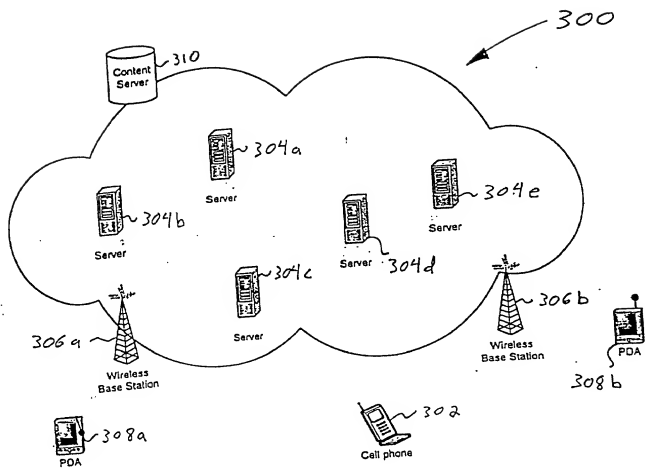 300
310
Content
Server
304a
Server
304b
Server
304e
Server
304d
Server
304c
Server
306a
Wireless
Base Station
306b
Wireless
Base Station
PDA
308b
308a
PDA
302
Cell phone